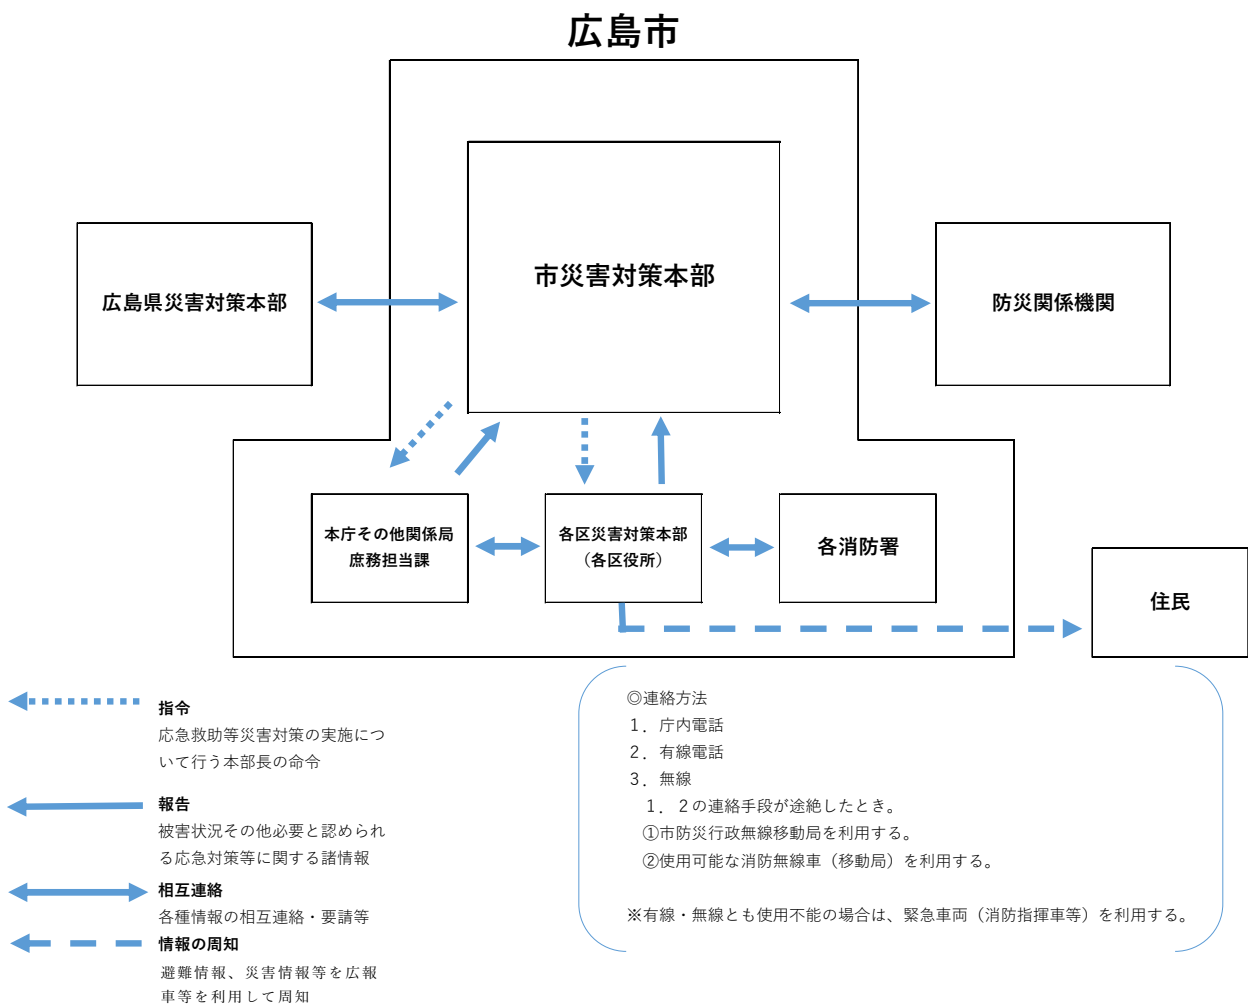 広島市
市災害対策本部
広島県災害対策本部
防災関係機関
本庁その他関係局
庶務担当課
各区災害対策本部
（各区役所）
各消防署
住民
指令
応急救助等災害対策の実施につ
いて行う本部長の命令
報告
被害状況その他必要と認められ
る応急対策等に関する諸情報
相互連絡
各種情報の相互連絡・要請等
情報の周知
避難情報、災害情報等を広報
車等を利用して周知
◎連絡方法
１．庁内電話
２．有線電話
３．無線
１．２の連絡手段が途絶したとき。
①市防災行政無線移動局を利用する。
②使用可能な消防無線車（移動局）を利用する。
※有線・無線とも使用不能の場合は、緊急車両（消防指揮車等）を利用する。